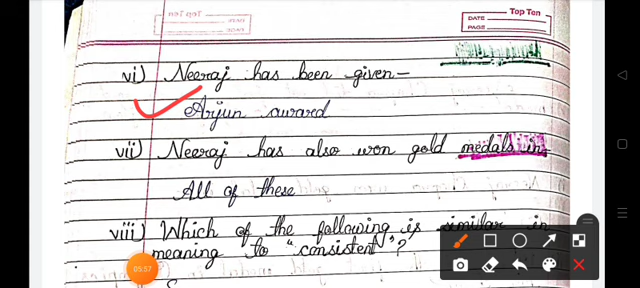 Top Ten
DATE
PAGE
vi) Neeraj has been given-
Arjun award
vii) Neeraj has also won gold medals in
All of these
viii) Which of the following is similar in
meaning to "consistent"?
05:57